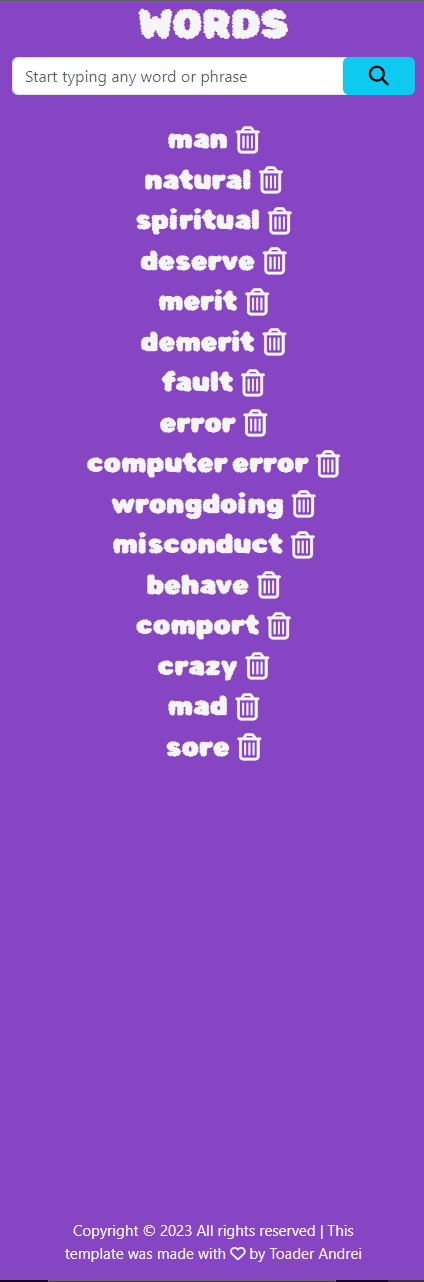 WORDS
Start typing any word or phrase
man
natural
spiritual
deserve
merit
demerit
fault
error
computer error
wrongdoing
misconduct
behave
comport
crazy
mad
sore
Copyright © 2023 All rights reserved | This
template was made with ♡ by Toader Andrei